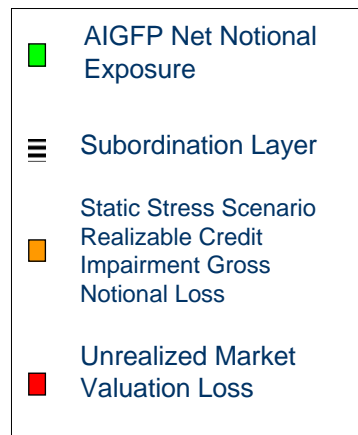 AIGFP Net Notional
Exposure
Subordination Layer
Static Stress Scenario
Realizable Credit
Impairment Gross
Notional Loss
Unrealized Market
Valuation Loss